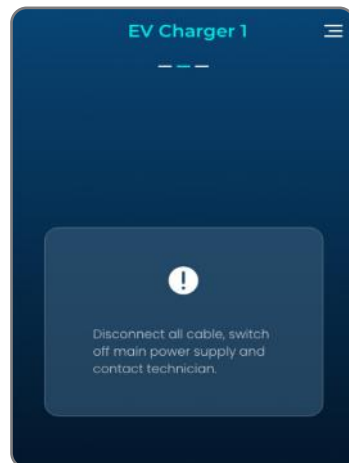 EV Charger 1
Disconnect all cable, switch
off main power supply and
contact technician.